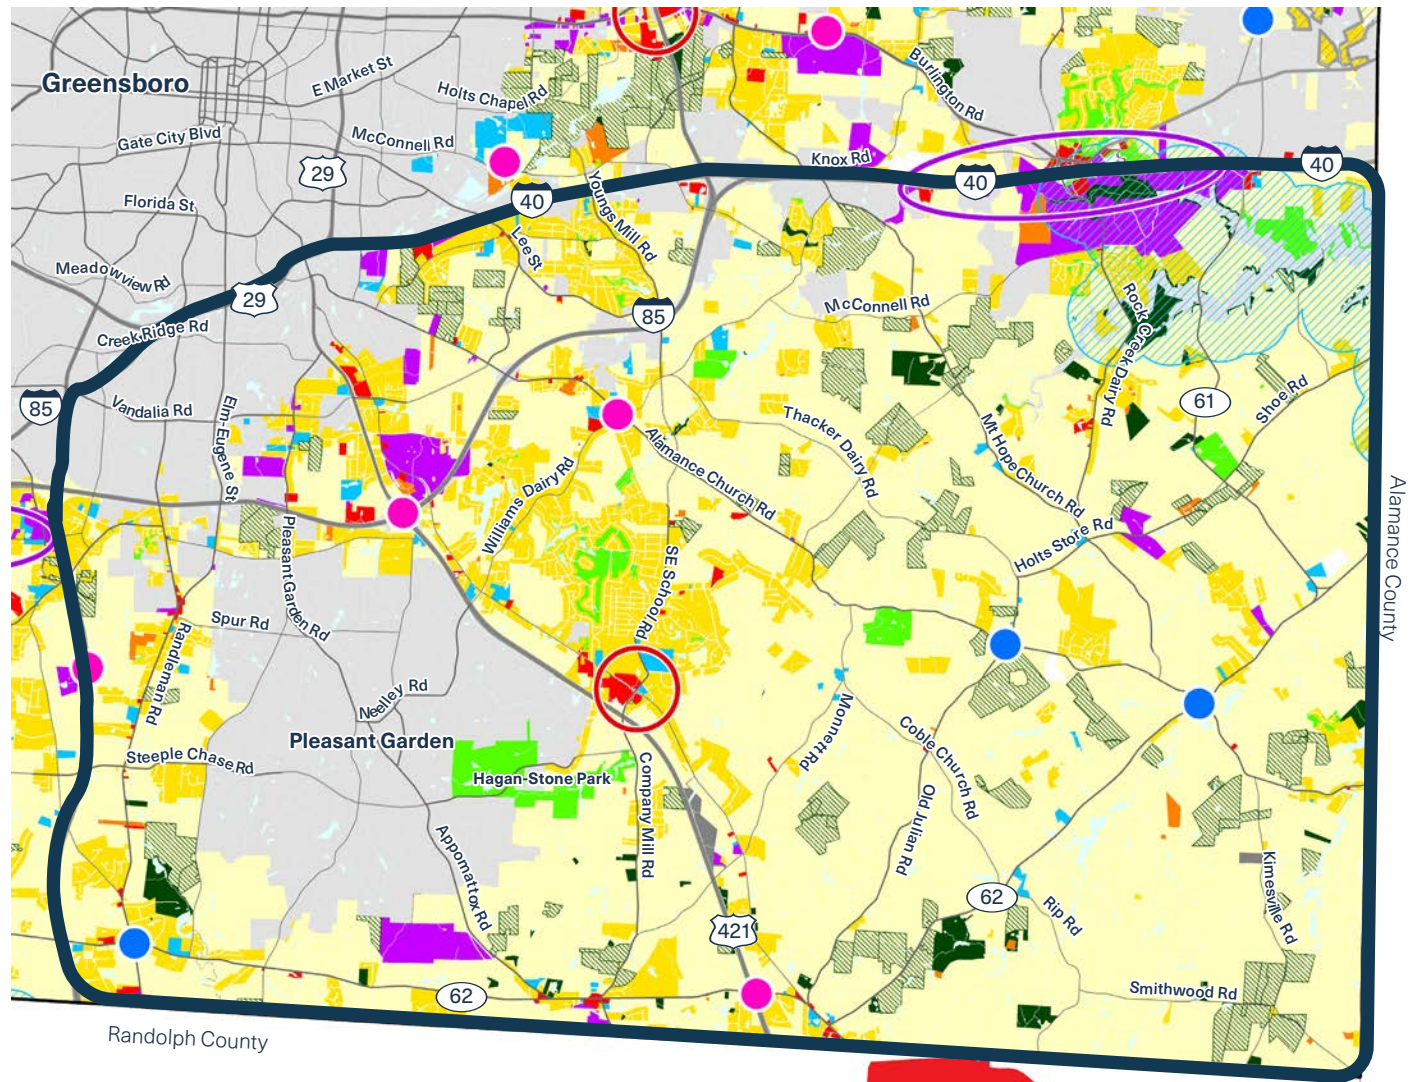 Greensboro
E Market St
Holts Chapel Rd
Burlington Rd
Gate City Blvd
McConnell Rd
Knox Rd
29
40
40
40
Florida St
Youngs Mill Rd
Lee St
Meadowview Rd
29
McConnell Rd
85
Rock Creek Dairy Rd
Creek Ridge Rd
85
Vandalia Rd
Elm-Eugene St
61
Shoe Rd
Thacker Dairy Rd
Mt Hope Church Rd
Alamance Church Rd
Williams Dairy Rd
Alamance County
Pleasant Garden Rd
SE School Rd
Holts Store Rd
Spur Rd
Randleman Rd
Neelley Rd
Monnett Rd
Coble Church Rd
Pleasant Garden
Steeple Chase Rd
Hagan-Stone Park
Company Mill Rd
Old Julian Rd
Appomattox Rd
Kimesville Rd
62
Rip Rd
421
62
Smithwood Rd
Randolph County